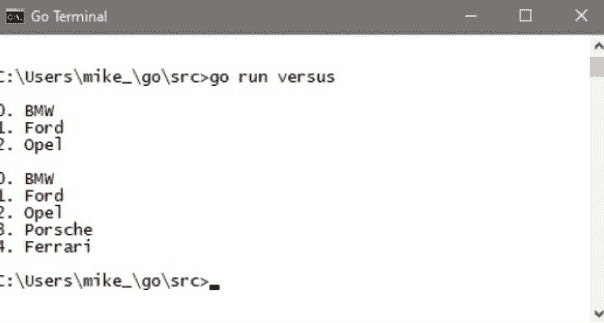 Go Terminal
C:\Users\mike_\go\src>go run versus
0. BMW
1. Ford
2. Opel
0. BMW
1. Ford
2. Opel
3. Porsche
4. Ferrari
C:\Users\mike_\go\src>